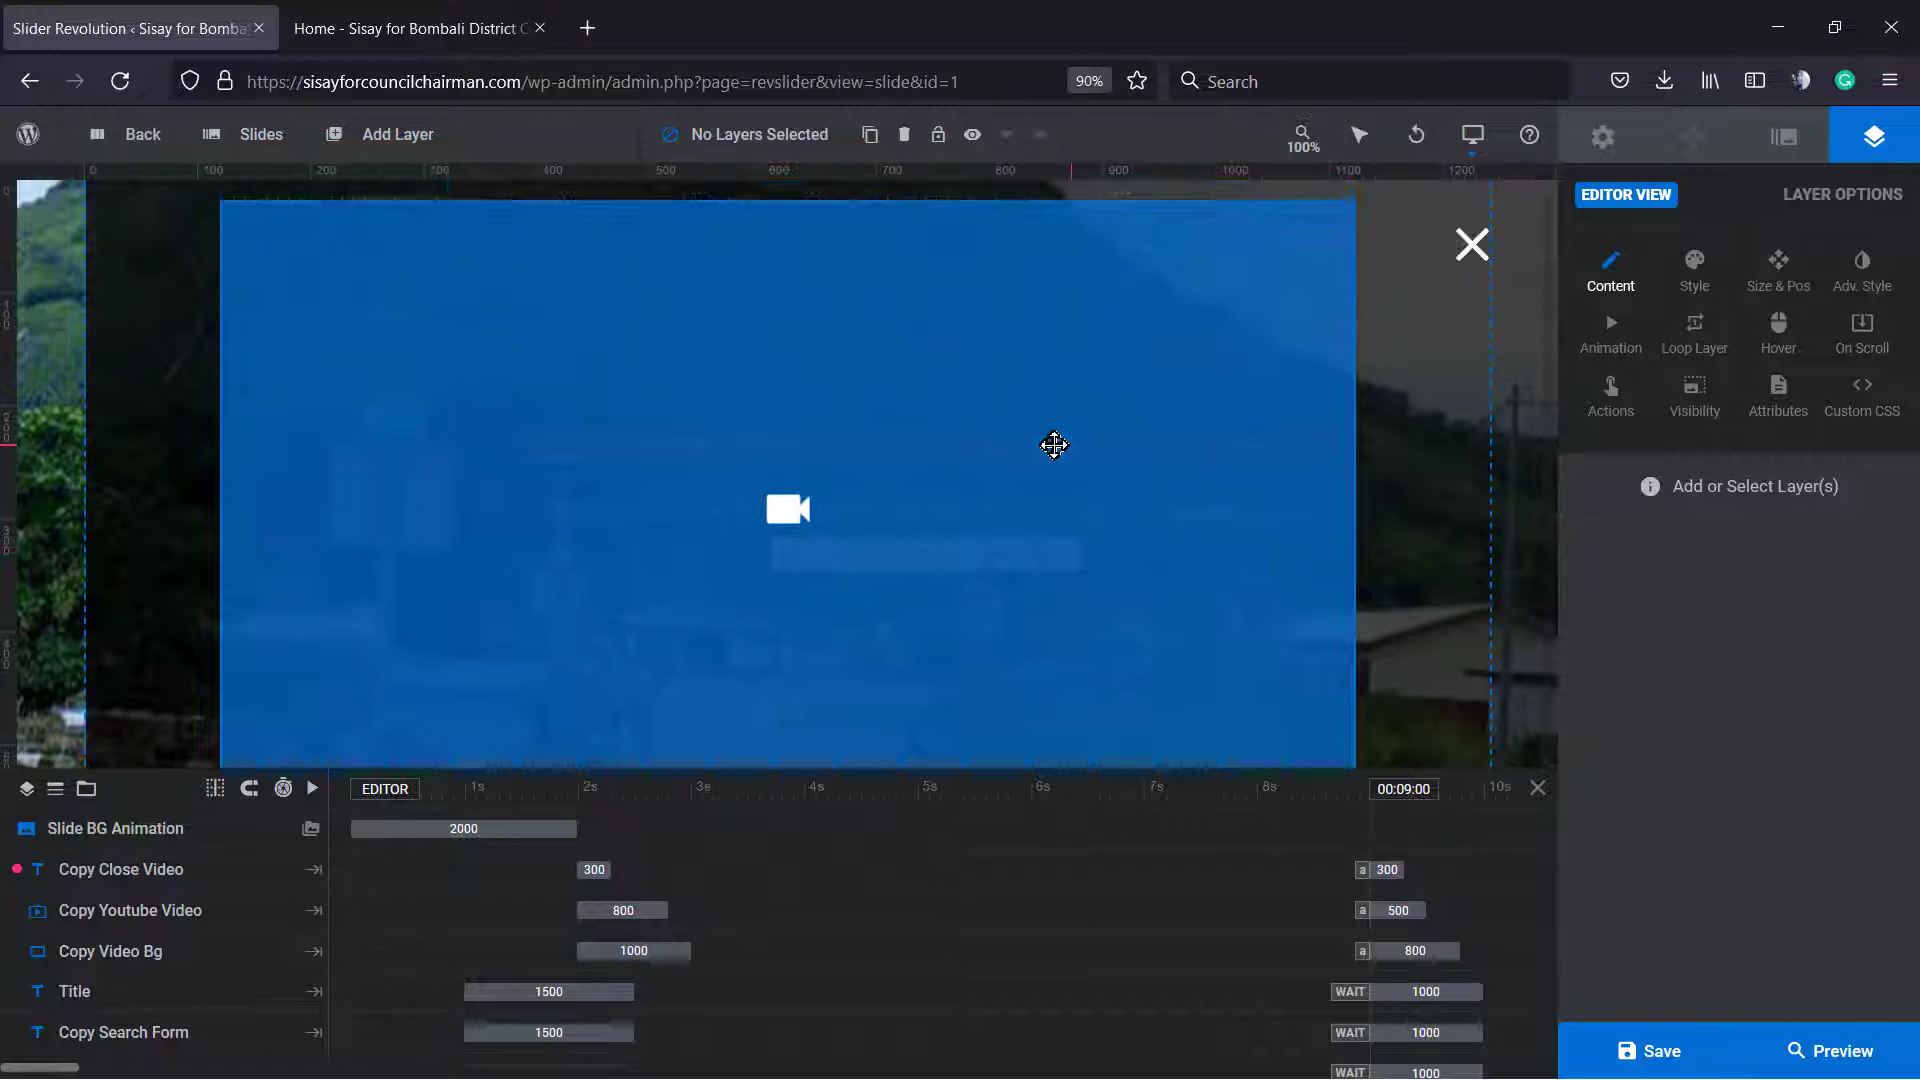 Slider Revolution ‹ Sisay for Bomba
Home - Sisay for Bombali District C
https://sisayforcouncilchairman.com/wp-admin/admin.php?page=revslider&view=slide&id=1
90%
Search
Back
Slides
Add Layer
No Layers Selected
100%
0 100 200 300 400 500 600 700 800 900 1000 1100 1200
EDITOR VIEW
LAYER OPTIONS
Content
Style
Size & Pos
Adv. Style
Animation
Loop Layer
Hover
On Scroll
Actions
Visibility
Attributes
Custom CSS
Add or Select Layer(s)
EDITOR
1s 2s 3s 4s 5s 6s 7s 8s
00:09:00
10s
Slide BG Animation
2000
Copy Close Video
300
a 300
Copy Youtube Video
800
a 500
Copy Video Bg
1000
a 800
Title
1500
WAIT 1000
Copy Search Form
1500
WAIT 1000
WAIT 1000
Save
Preview